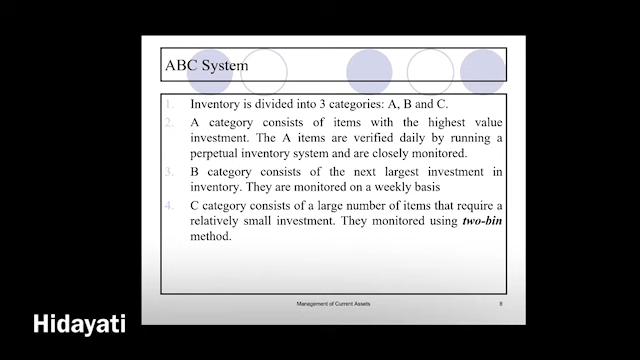 ABC System
1. Inventory is divided into 3 categories: A, B and C.
2. A category consists of items with the highest value
investment. The A items are verified daily by running a
perpetual inventory system and are closely monitored.
3. B category consists of the next largest investment in
inventory. They are monitored on a weekly basis
4. C category consists of a large number of items that require a
relatively small investment. They monitored using two-bin
method.
Management of Current Assets
8
Hidayati